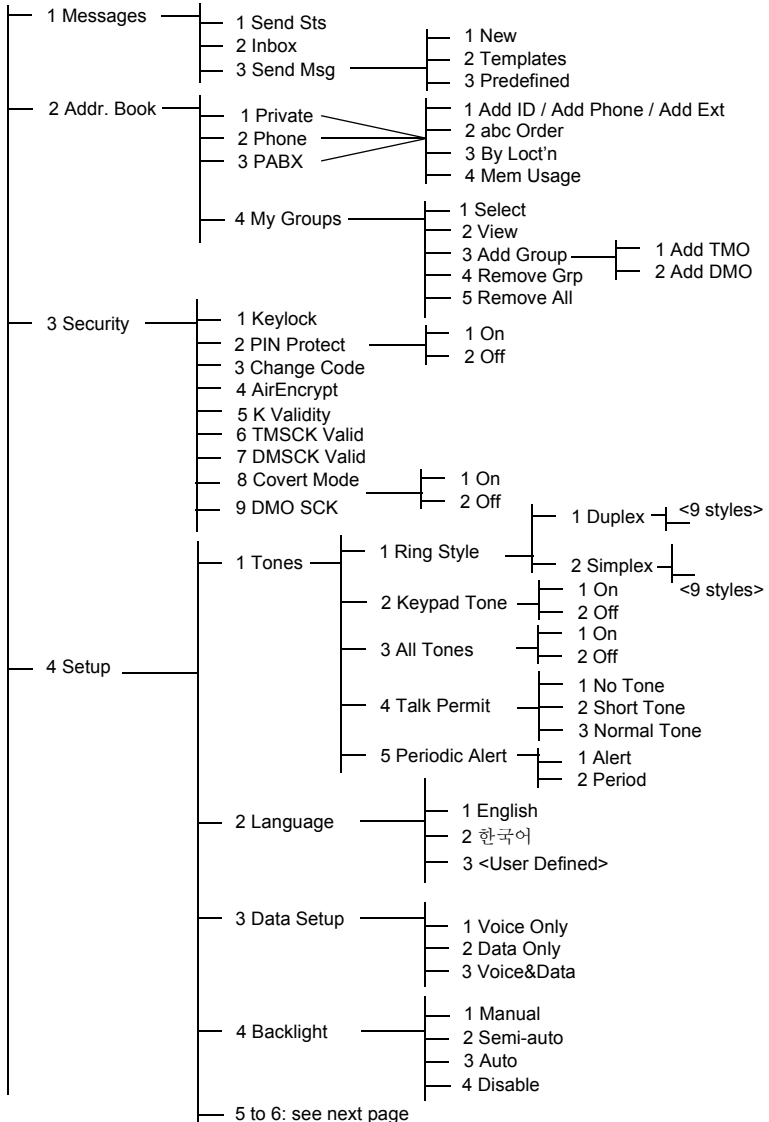 1 Messages
1 Send Sts
2 Inbox
3 Send Msg
1 New
2 Templates
3 Predefined
2 Addr. Book
1 Private
2 Phone
3 PABX
1 Add ID / Add Phone / Add Ext
2 abc Order
3 By Loct'n
4 Mem Usage
4 My Groups
1 Select
2 View
3 Add Group
4 Remove Grp
5 Remove All
1 Add TMO
2 Add DMO
3 Security
1 Keylock
2 PIN Protect
1 On
2 Off
3 Change Code
4 AirEncrypt
5 K Validity
6 TMSCK Valid
7 DMSCK Valid
8 Covert Mode
1 On
2 Off
9 DMO SCK
4 Setup
1 Tones
1 Ring Style
1 Duplex
<9 styles>
2 Simplex
<9 styles>
2 Keypad Tone
1 On
2 Off
3 All Tones
1 On
2 Off
4 Talk Permit
1 No Tone
2 Short Tone
3 Normal Tone
5 Periodic Alert
1 Alert
2 Period
2 Language
1 English
2 한국어
3 <User Defined>
3 Data Setup
1 Voice Only
2 Data Only
3 Voice&Data
4 Backlight
1 Manual
2 Semi-auto
3 Auto
4 Disable
5 to 6: see next page